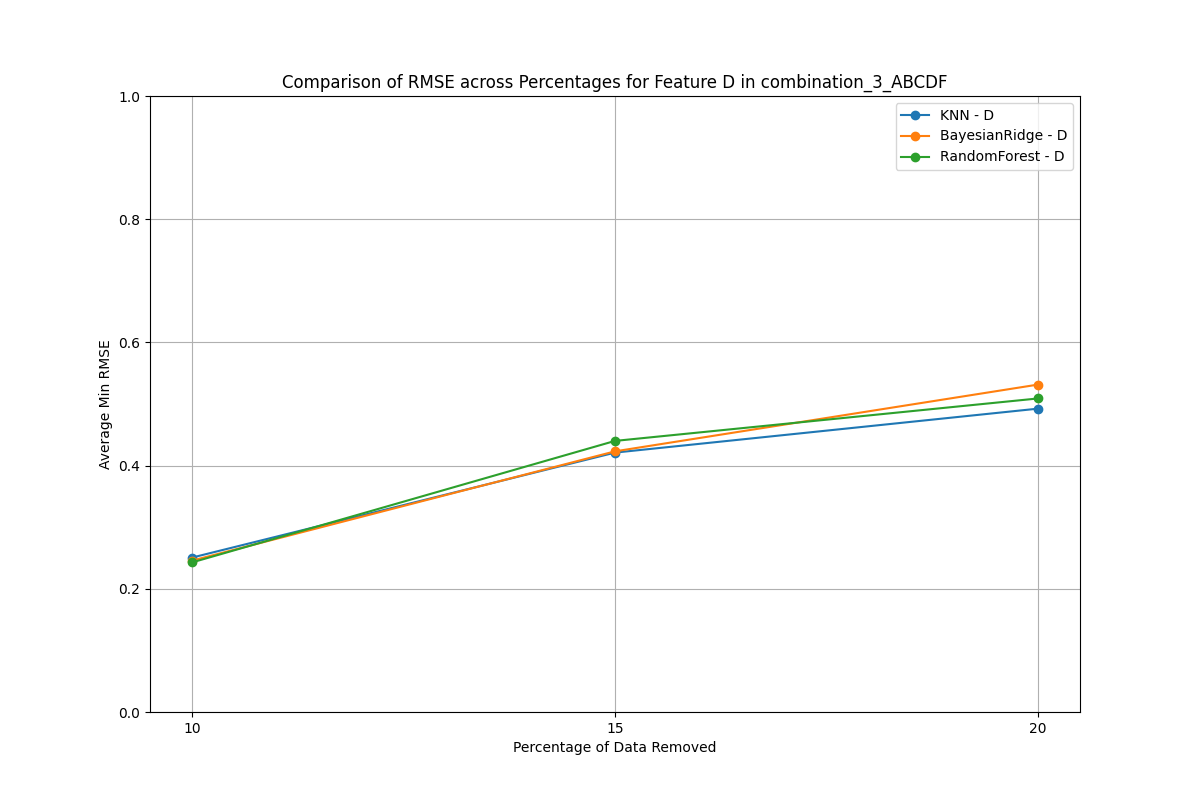 Comparison of RMSE across Percentages for Feature D in combination_3_ABCDF
1.0
KNN - D
BayesianRidge - D
RandomForest - D
0.8
0.6
Average Min RMSE
0.4
0.2
0.0
10
15
20
Percentage of Data Removed